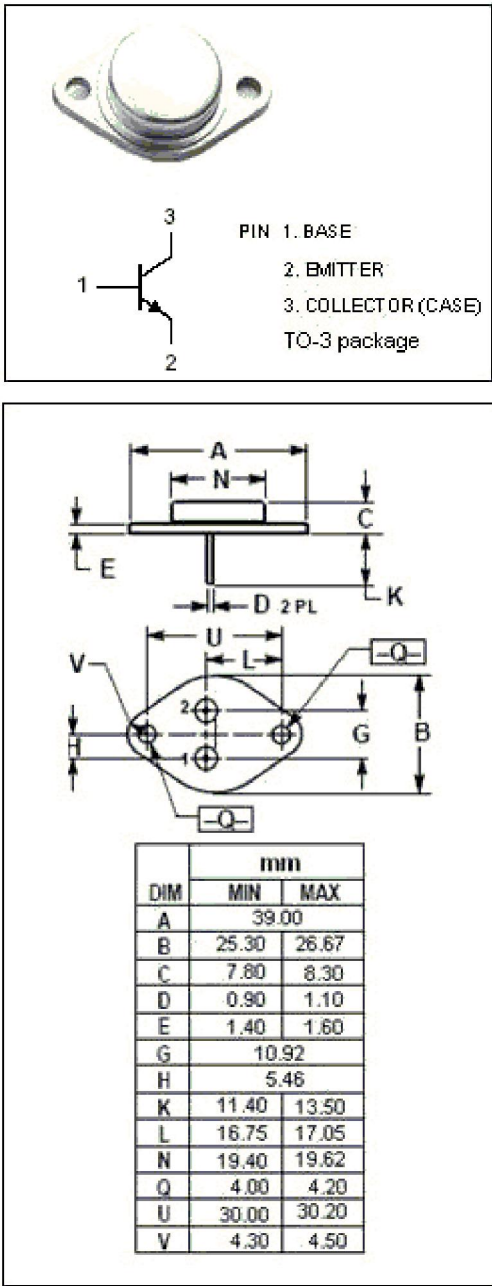 3
PIN 1. BASE
1
2. EMITTER
3. COLLECTOR (CASE)
TO-3 package
2
A
N
C
E
K
D 2 PL
U
L
V
-Q-
2
H
1
G
B
-Q-
mm
DIM MIN MAX
A 39.00
B 25.30 26.67
C 7.80 8.30
D 0.90 1.10
E 1.40 1.60
G 10.92
H 5.46
K 11.40 13.50
L 16.75 17.05
N 19.40 19.62
Q 4.00 4.20
U 30.00 30.20
V 4.30 4.50